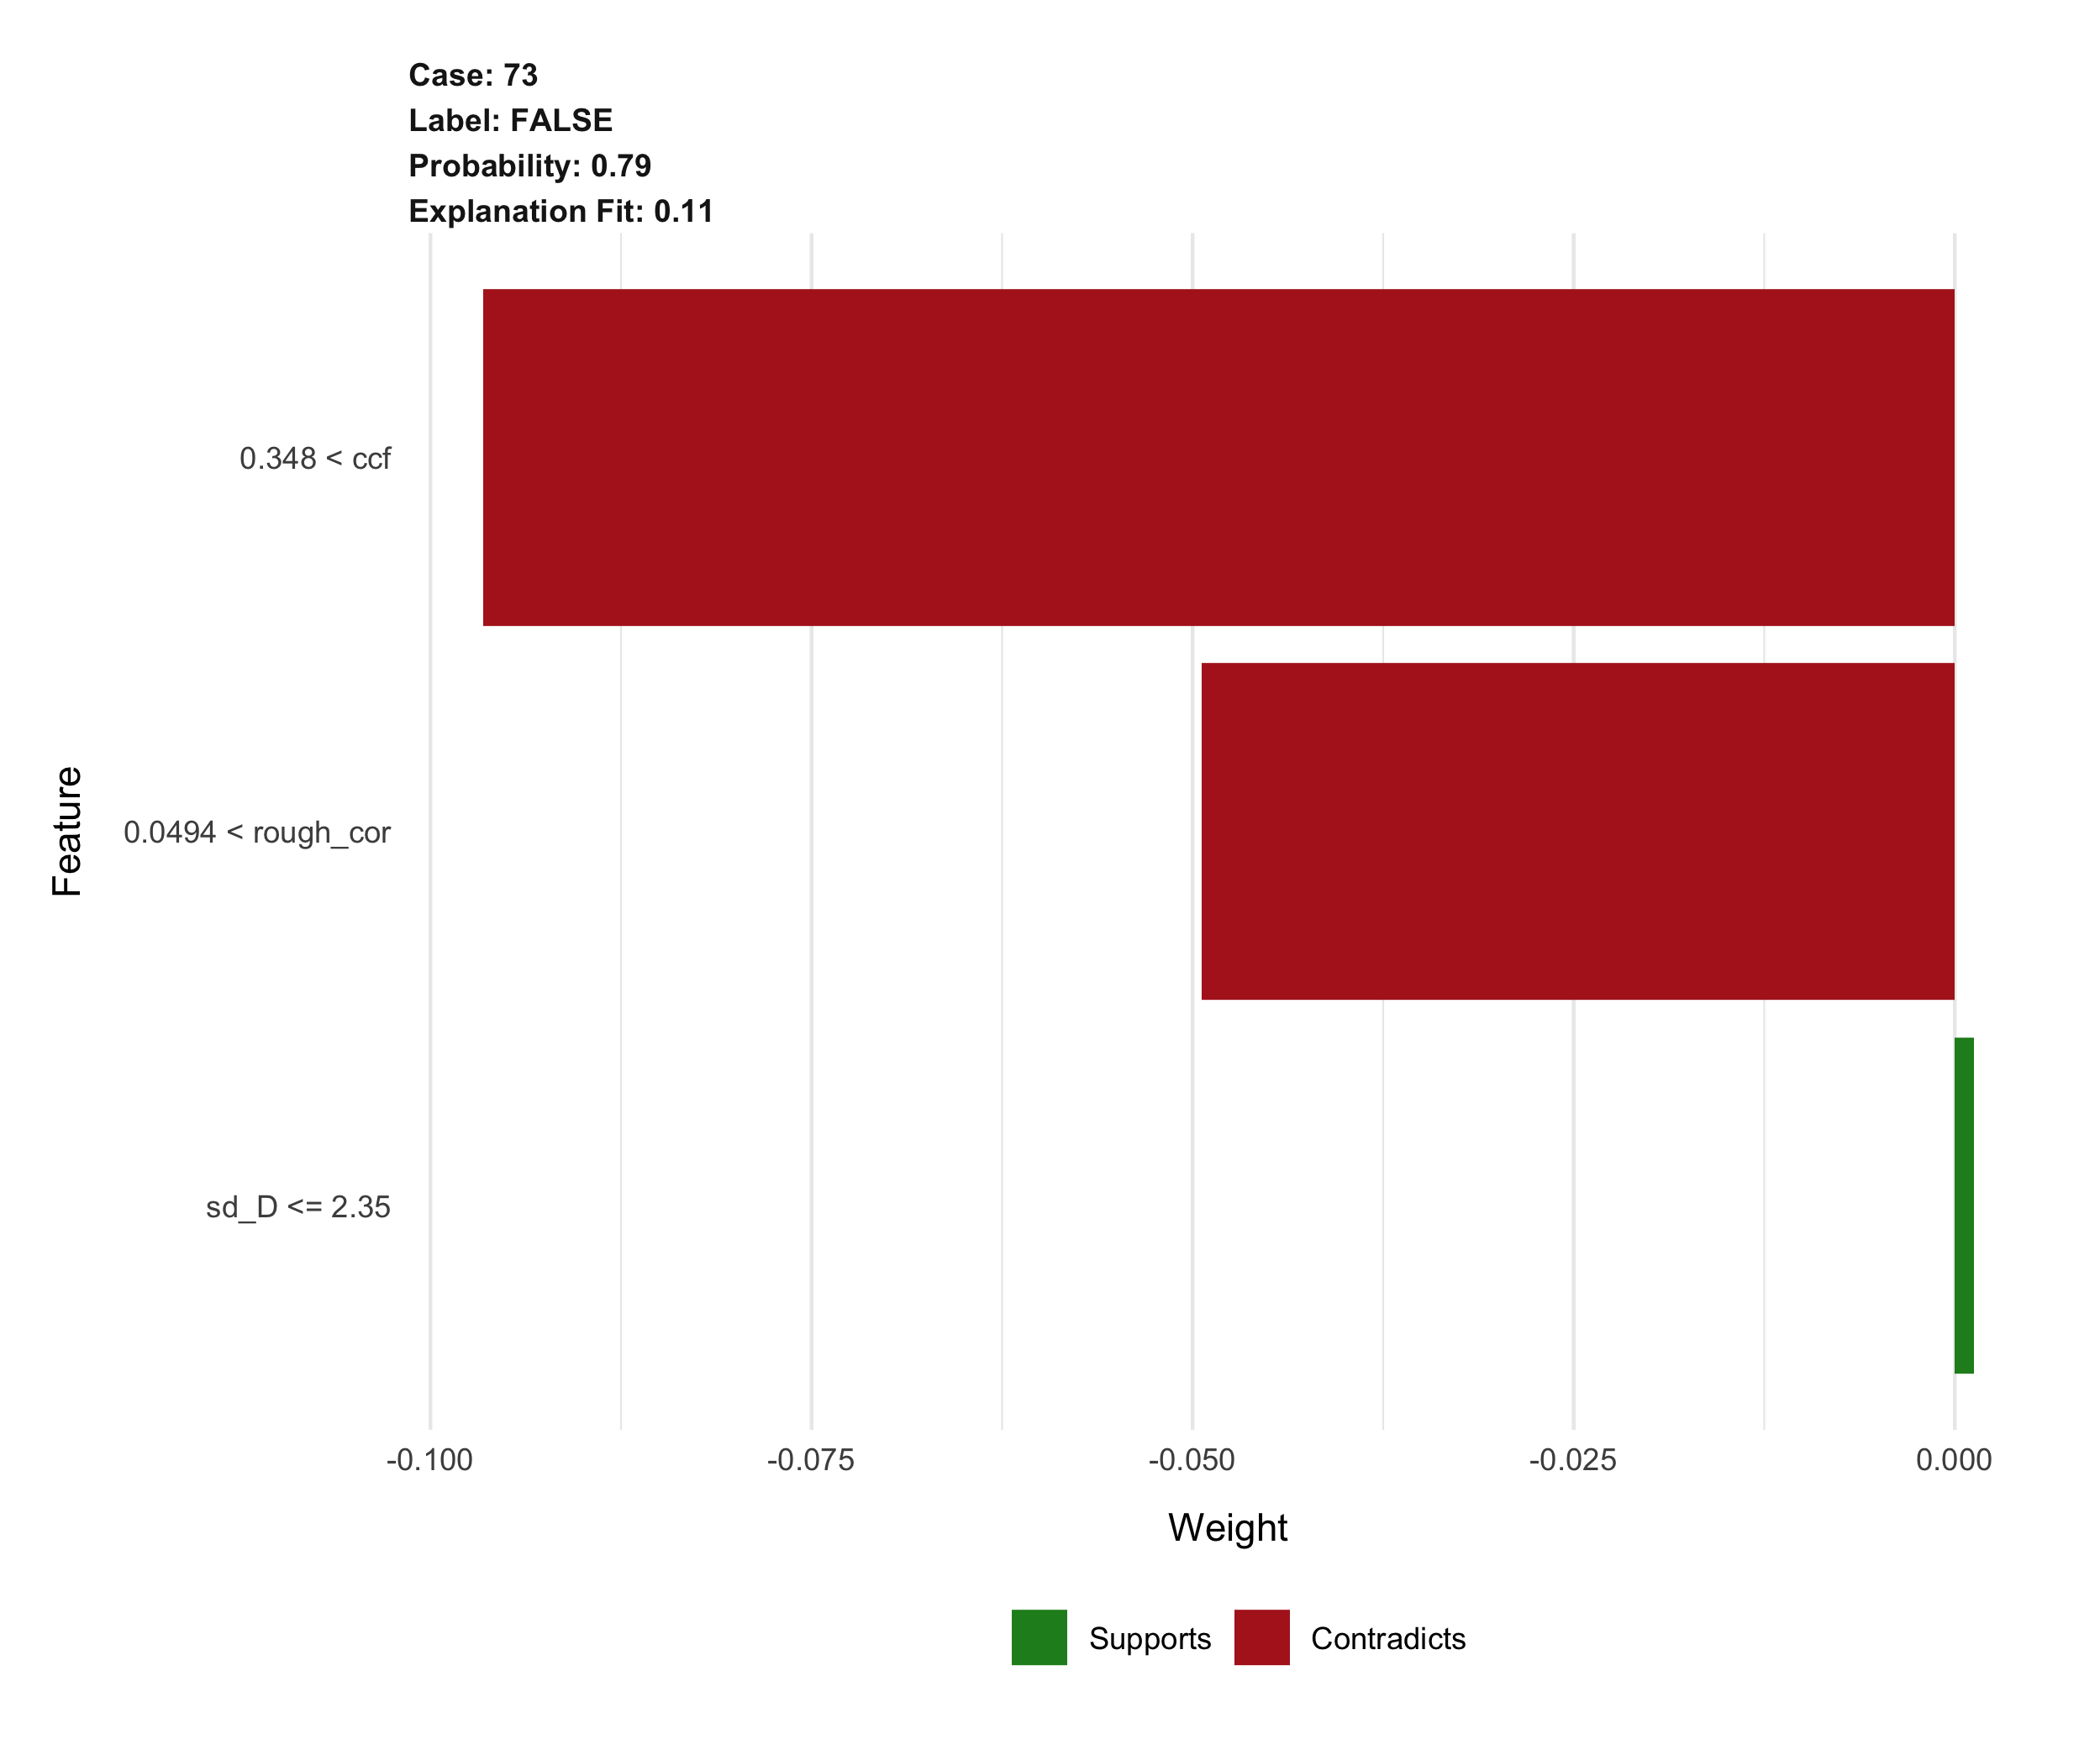 Case: 73
Label: FALSE
Probability: 0.79
Explanation Fit: 0.11
0.348 < ccf
0.0494 < rough_cor
sd_D <= 2.35
Feature
-0.100 -0.075 -0.050 -0.025 0.000
Weight
Supports Contradicts